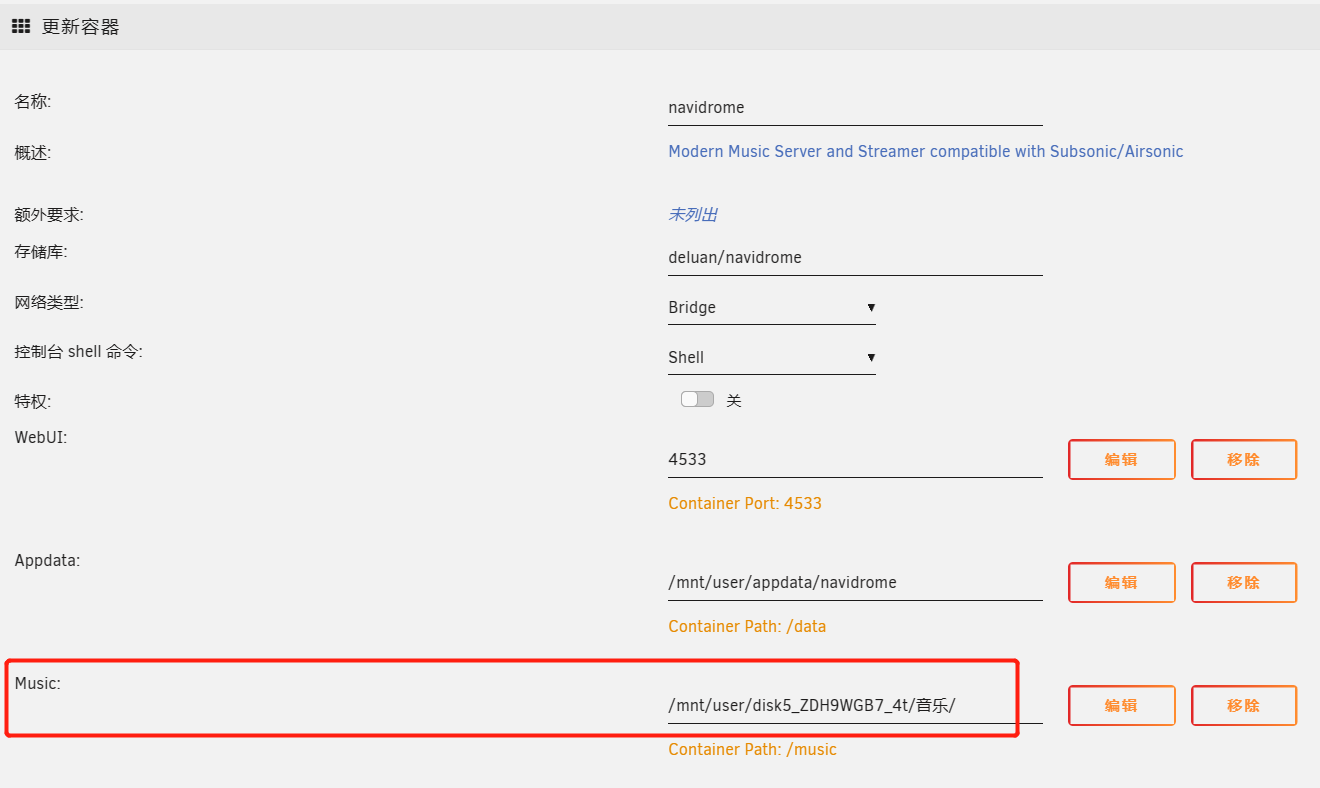 更新容器
名称:
navidrome
概述:
Modern Music Server and Streamer compatible with Subsonic/Airsonic
额外要求:
未列出
存储库:
deluan/navidrome
网络类型:
Bridge
控制台 shell 命令:
Shell
特权:
关
WebUI:
4533
编辑
移除
Container Port: 4533
Appdata:
/mnt/user/appdata/navidrome
编辑
移除
Container Path: /data
Music:
/mnt/user/disk5_ZDH9WGB7_4t/音乐/
编辑
移除
Container Path: /music